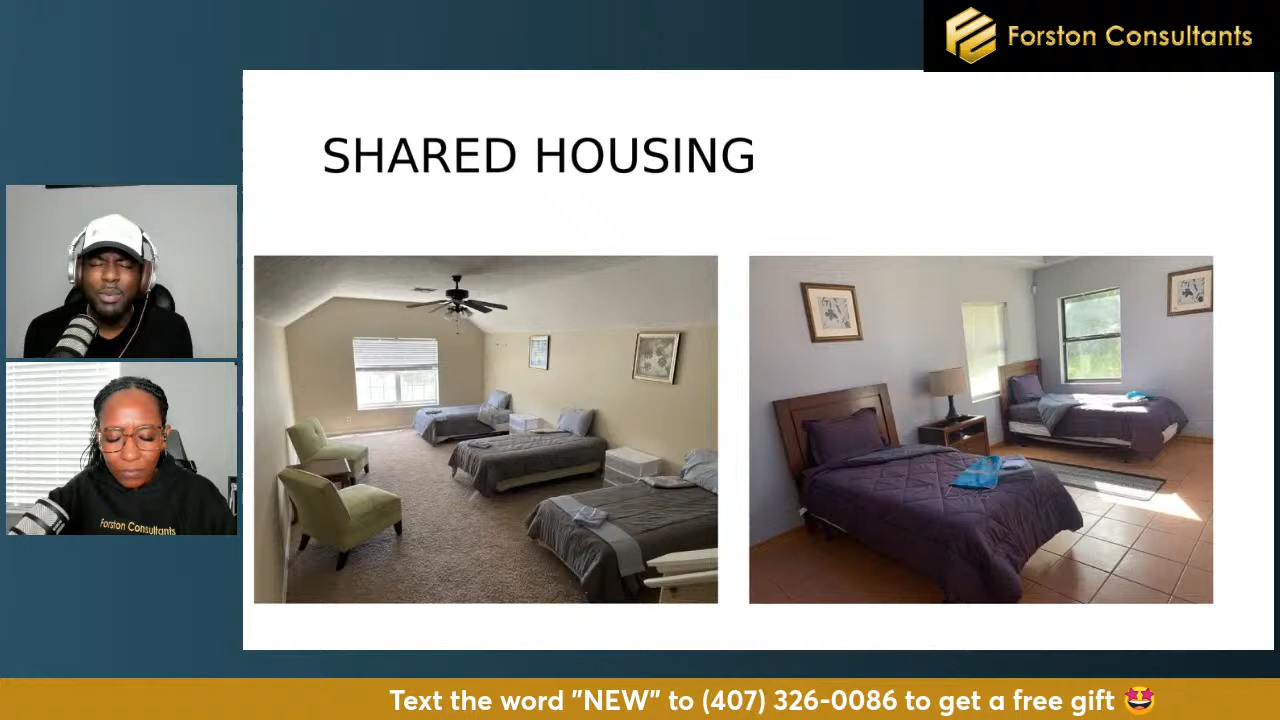 Forston Consultants
SHARED HOUSING
Forston Consultants
Text the word "NEW" to (407) 326-0086 to get a free gift 🤩